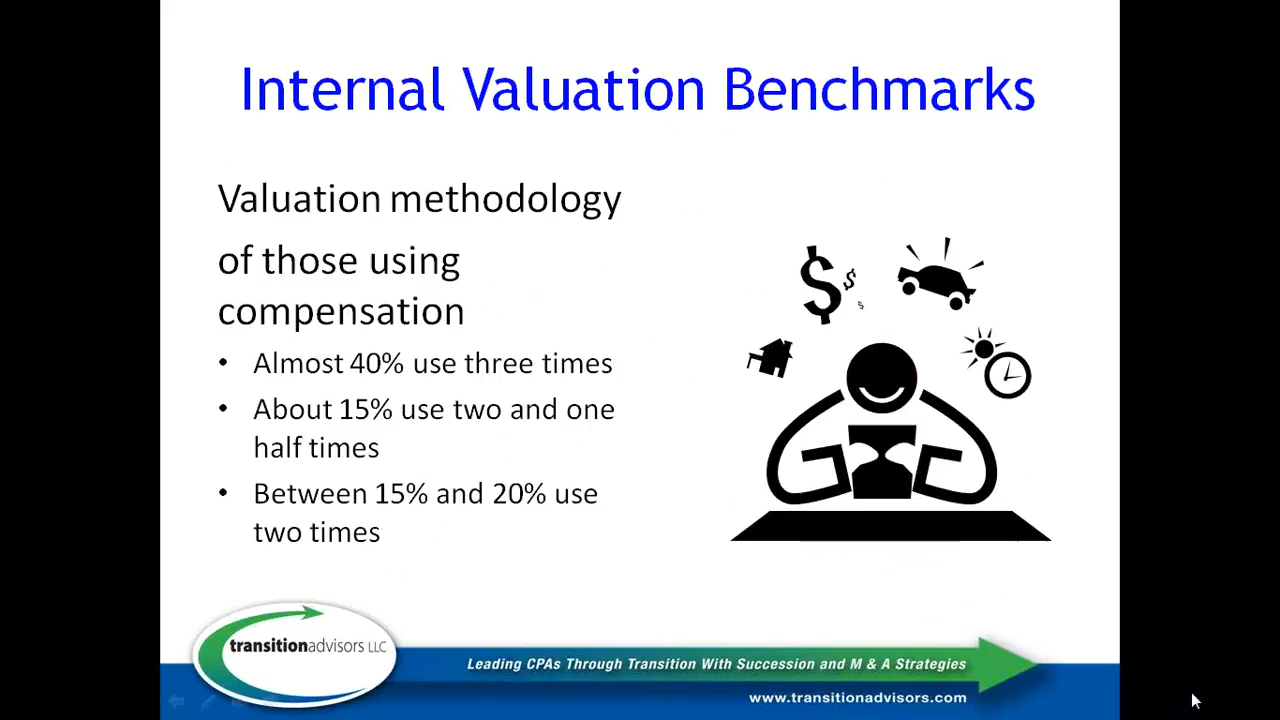 Internal Valuation Benchmarks
Valuation methodology
of those using
compensation
• Almost 40% use three times
• About 15% use two and one
half times
• Between 15% and 20% use
two times
$ $ $
transitionadvisors LLC
Leading CPAs Through Transition With Succession and M & A Strategies
www.transitionadvisors.com